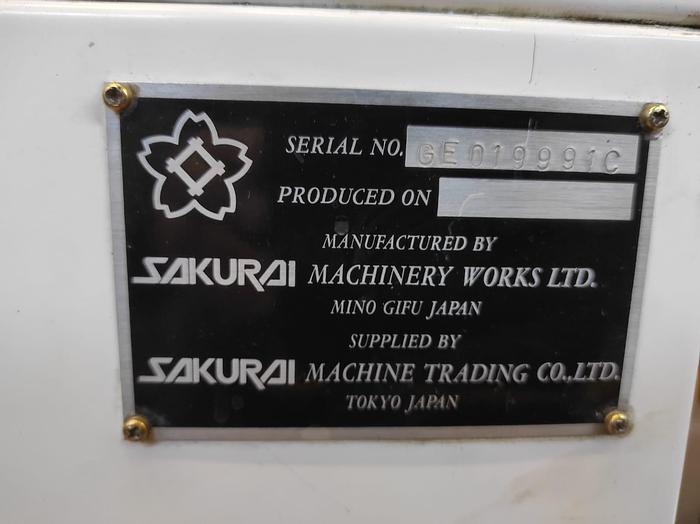 SERIAL NO. GE019991C
PRODUCED ON
MANUFACTURED BY
SAKURAI MACHINERY WORKS LTD.
MINO GIFU JAPAN
SUPPLIED BY
SAKURAI MACHINE TRADING CO.,LTD.
TOKYO JAPAN